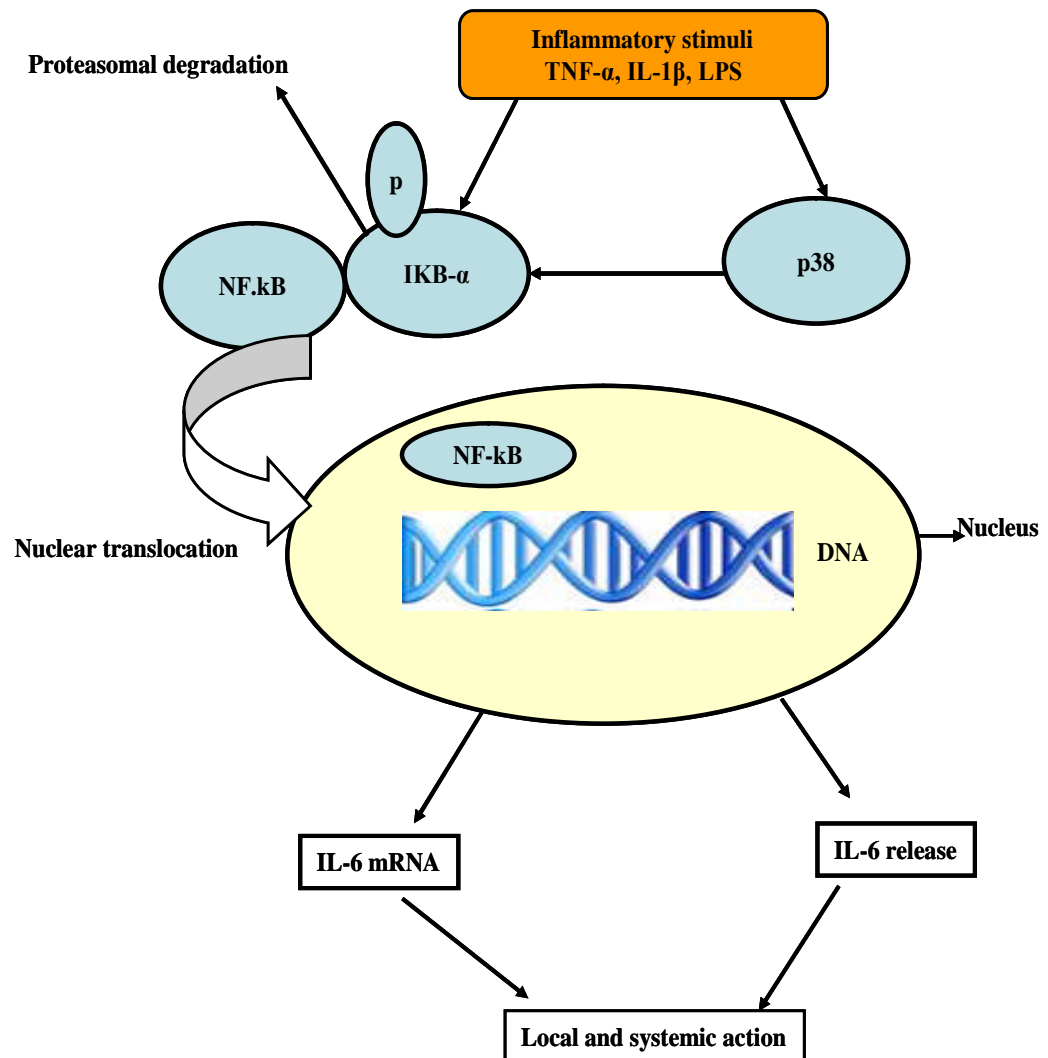 Inflammatory stimuli
TNF-α, IL-1β, LPS
Proteasomal degradation
p
NF.kB
IKB-α
p38
NF-kB
Nuclear translocation
DNA
Nucleus
IL-6 mRNA
IL-6 release
Local and systemic action